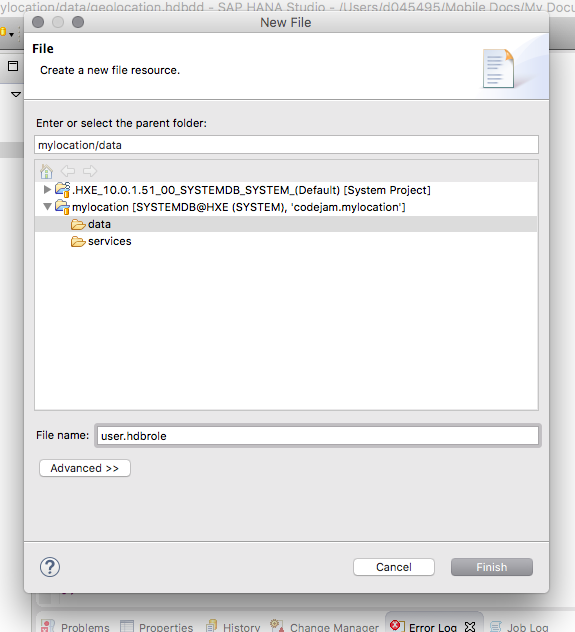 ylocation/data/geolocation.hdbdd - SAP HANA Studio - /Users/d045495/Mobile Docs/My Docu
New File
File
Create a new file resource.
Enter or select the parent folder:
mylocation/data
.HXE_10.0.1.51_00_SYSTEMDB_SYSTEM_(Default) [System Project]
mylocation [SYSTEMDB@HXE (SYSTEM), 'codejam.mylocation']
data
services
File name: user.hdbrole
Advanced >>
? Cancel Finish
Problems Properties History Change Manager Error Log Job Log